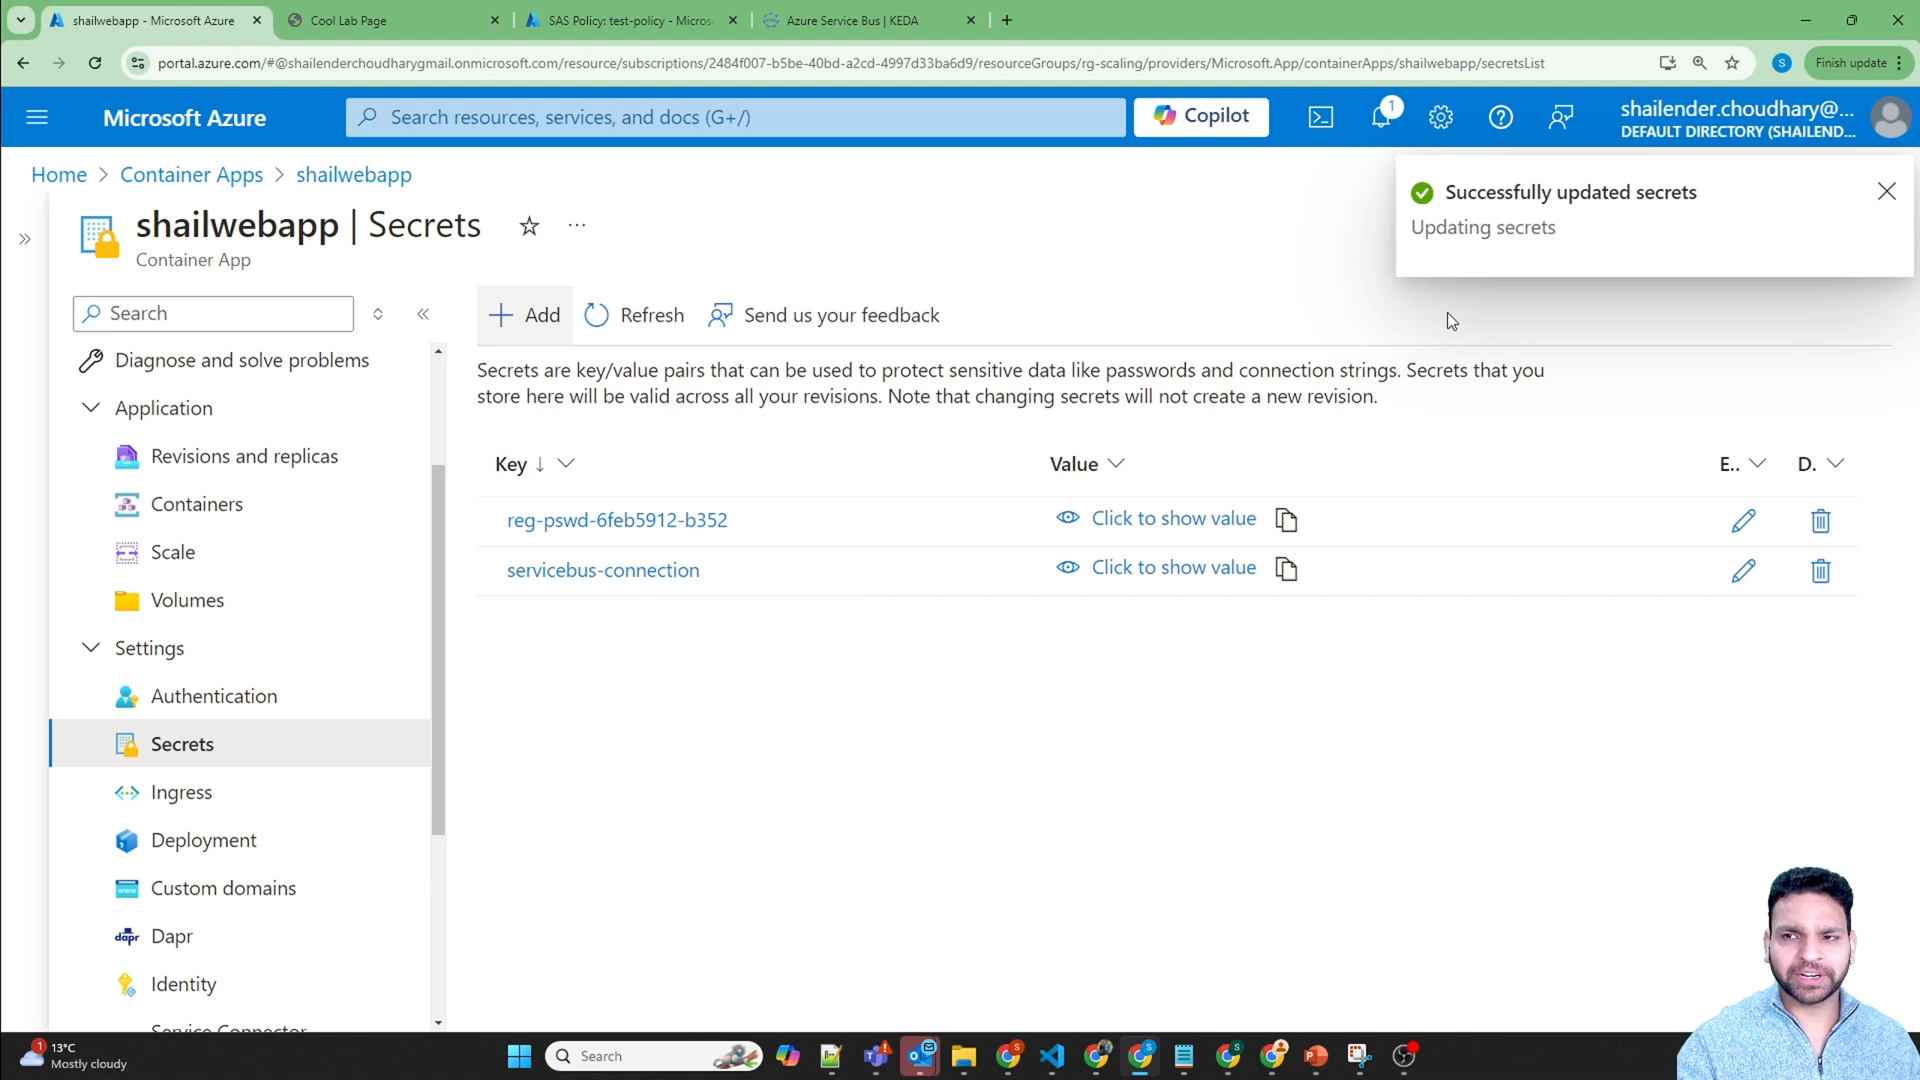 shailwebapp - Microsoft Azure
Cool Lab Page
SAS Policy: test-policy - Micros
Azure Service Bus | KEDA
portal.azure.com/#@shailenderchoudharygmail.onmicrosoft.com/resource/subscriptions/2484f007-b5be-40bd-a2cd-4997d33ba6d9/resourceGroups/rg-scaling/providers/Microsoft.App/containerApps/shailwebapp/secretsList
S
Finish update
Microsoft Azure
Search resources, services, and docs (G+/)
Copilot
1
shailender.choudhary@...
DEFAULT DIRECTORY (SHAILEND...
Home > Container Apps > shailwebapp
Successfully updated secrets
Updating secrets
shailwebapp | Secrets
Container App
Search
Add
Refresh
Send us your feedback
Diagnose and solve problems
Application
Revisions and replicas
Containers
Scale
Volumes
Settings
Authentication
Secrets
Ingress
Deployment
Custom domains
Dapr
Identity
Service Connector
Secrets are key/value pairs that can be used to protect sensitive data like passwords and connection strings. Secrets that you
store here will be valid across all your revisions. Note that changing secrets will not create a new revision.
Key ↓
Value
E..
D.
reg-pswd-6feb5912-b352
Click to show value
servicebus-connection
Click to show value
1
13°C
Mostly cloudy
Search